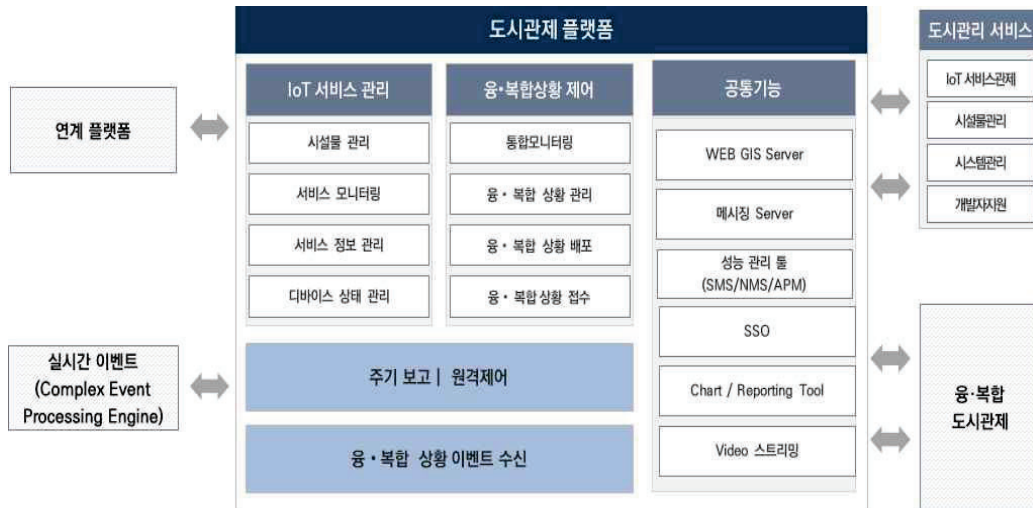 도시관제 플랫폼
도시관리 서비스
연계 플랫폼
실시간 이벤트
(Complex Event
Processing Engine)
IoT 서비스 관리
시설물 관리
서비스 모니터링
서비스 정보 관리
디바이스 상태 관리
융·복합상황 제어
통합모니터링
융·복합 상황 관리
융·복합 상황 배포
융·복합 상황 접수
주기 보고 | 원격제어
융·복합 상황 이벤트 수신
공통기능
WEB GIS Server
메시징 Server
성능 관리 툴
(SMS/NMS/APM)
SSO
Chart / Reporting Tool
Video 스트리밍
IoT 서비스관제
시설물관리
시스템관리
개발자지원
융·복합
도시관제